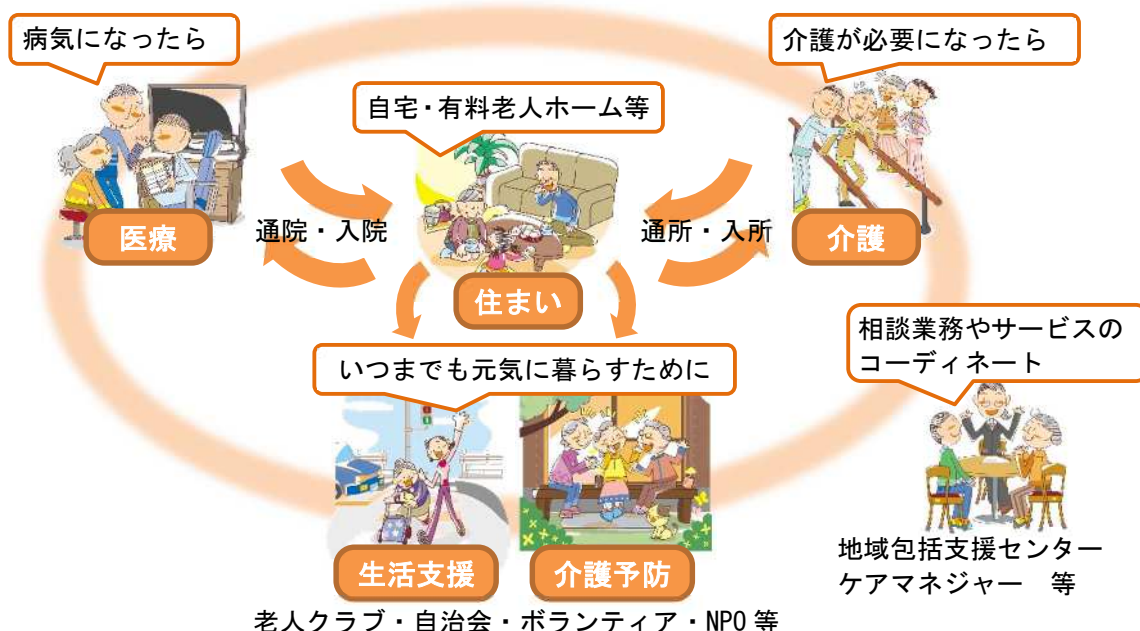 病気になったら
介護が必要になったら
自宅・有料老人ホーム等
医療
通院・入院
通所・入所
介護
住まい
いつまでも元気に暮らすために
相談業務やサービスの
コーディネート
生活支援
介護予防
地域包括支援センター
ケアマネジャー　等
老人クラブ・自治会・ボランティア・NPO 等